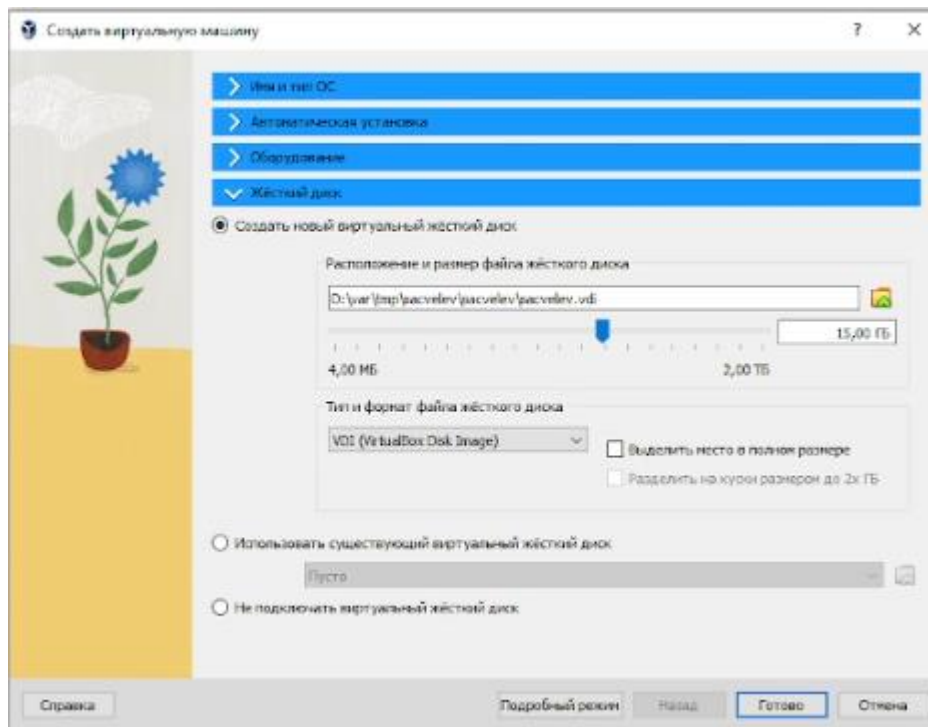 Создать виртуальную машину
?
Имя и тип ОС
Автоматическая установка
Оборудование
Жёсткий диск
Создать новый виртуальный жёсткий диск
Расположение и размер файла жёсткого диска
D:\var\tmp\pacvelev\pacvelev\pacvelev.vdi
15,00 ГБ
4,00 МБ
2,00 ТБ
Тип и формат файла жёсткого диска
VDI (VirtualBox Disk Image)
Выделить место в полном размере
Разделить на куски размером до 2х ГБ
Использовать существующий виртуальный жёсткий диск
Пусто
Не подключать виртуальный жёсткий диск
Справка
Подробный режим
Назад
Готово
Отмена